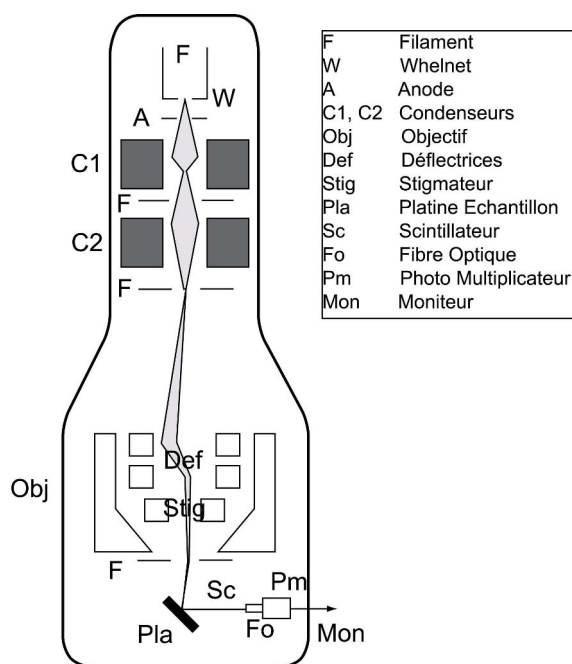 F
W
A
C1
F
C2
F
Def
Obj
Stig
F
Sc
Pm
Pla
Fo
Mon
F Filament
W Whelnet
A Anode
C1, C2 Condenseurs
Obj Objectif
Def Déflectrices
Stig Stigmateur
Pla Platine Echantillon
Sc Scintillateur
Fo Fibre Optique
Pm Photo Multiplicateur
Mon Moniteur